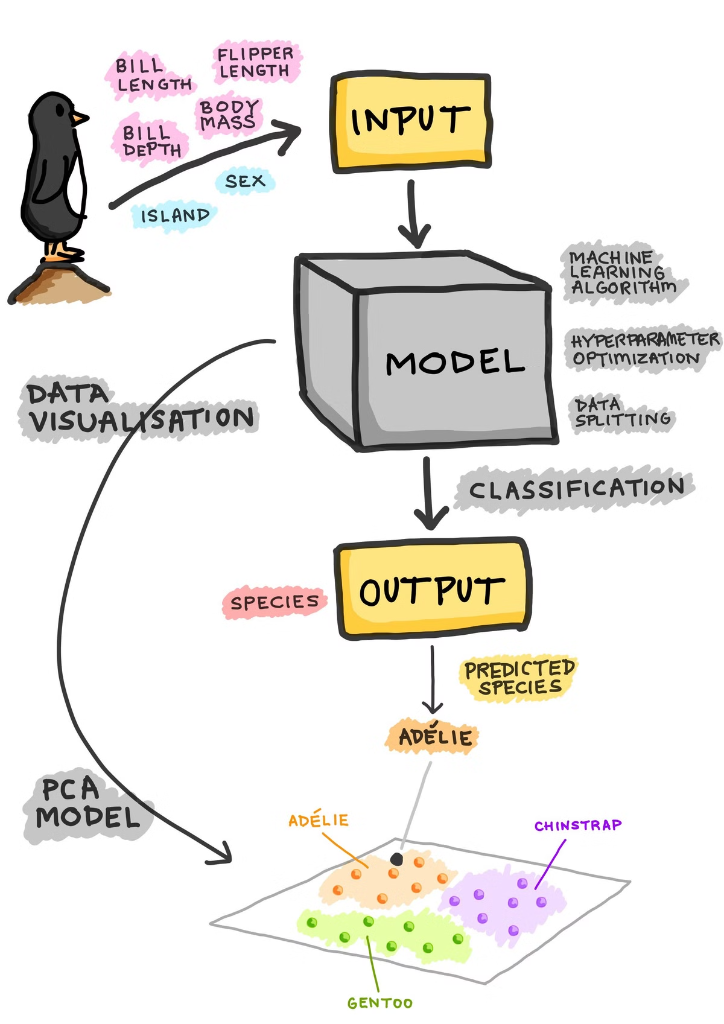 BILL
LENGTH
FLIPPER
LENGTH
BODY
MASS
BILL
DEPTH
SEX
ISLAND
INPUT
MACHINE
LEARNING
ALGORITHM
MODEL
HYPERPARAMETER
OPTIMIZATION
DATA
SPLITTING
DATA
VISUALISATION
CLASSIFICATION
OUTPUT
SPECIES
PREDICTED
SPECIES
ADÉLIE
PCA
MODEL
ADÉLIE
CHINSTRAP
GENTOO